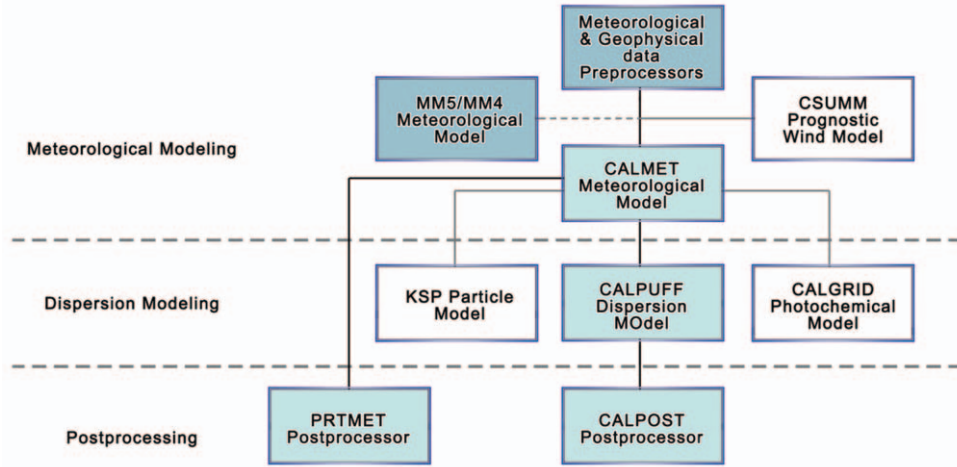 Meteorological
& Geophysical
data
Preprocessors
MM5/MM4
Meteorological
Model
CSUMM
Prognostic
Wind Model
Meteorological Modeling
CALMET
Meteorological
Model
Dispersion Modeling
KSP Particle
Model
CALPUFF
Dispersion
MOdel
CALGRID
Photochemical
Model
Postprocessing
PRTMET
Postprocessor
CALPOST
Postprocessor